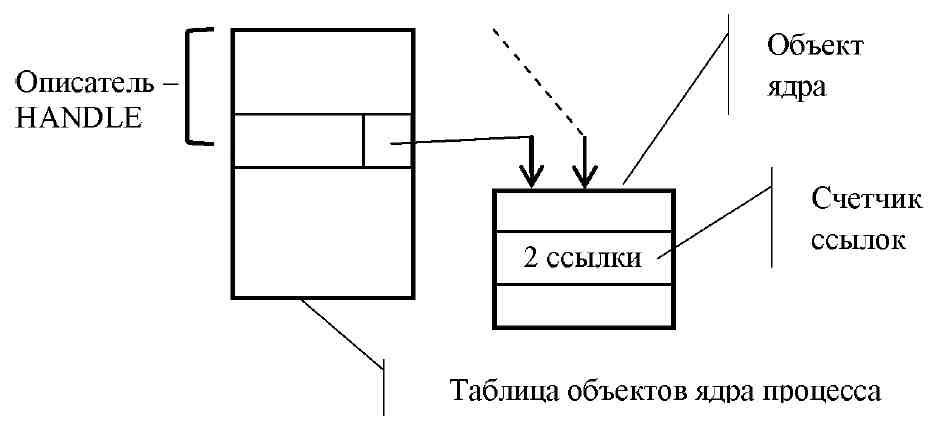 Описатель –
HANDLE
Объект
ядра
Счетчик
ссылок
2 ссылки
Таблица объектов ядра процесса